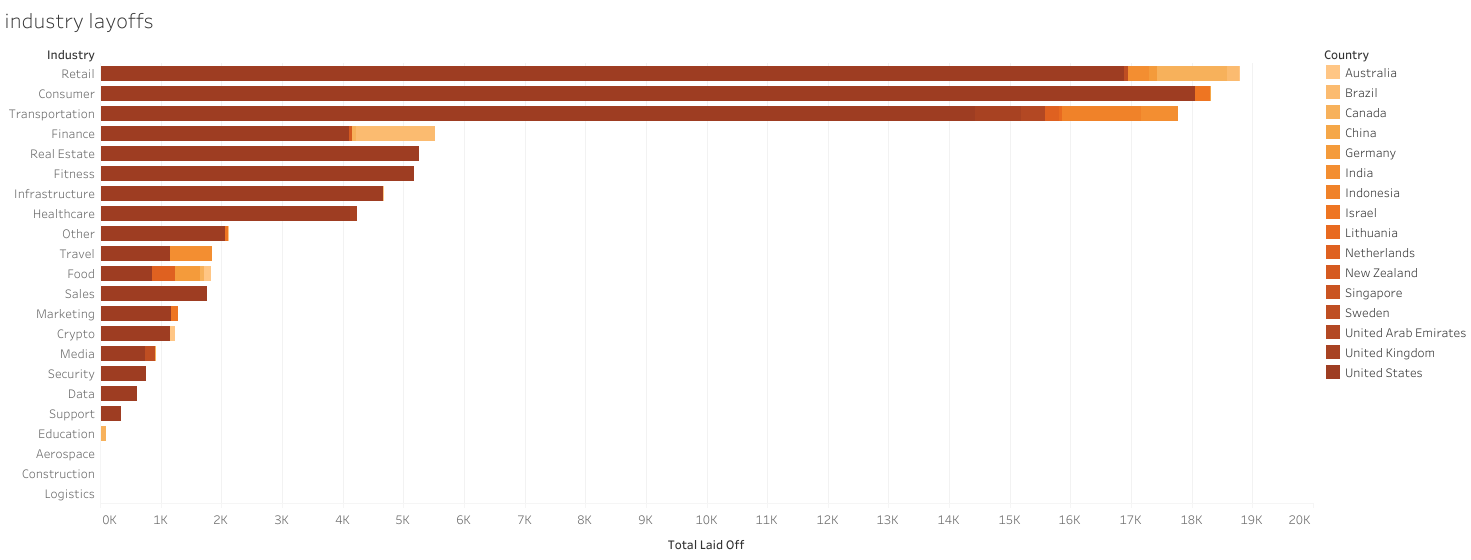 industry layoffs
Industry
Retail
Consumer
Transportation
Finance
Real Estate
Fitness
Infrastructure
Healthcare
Other
Travel
Food
Sales
Marketing
Crypto
Media
Security
Data
Support
Education
Aerospace
Construction
Logistics
0K 1K 2K 3K 4K 5K 6K 7K 8K 9K 10K 11K 12K 13K 14K 15K 16K 17K 18K 19K 20K
Total Laid Off
Country
Australia
Brazil
Canada
China
Germany
India
Indonesia
Israel
Lithuania
Netherlands
New Zealand
Singapore
Sweden
United Arab Emirates
United Kingdom
United States